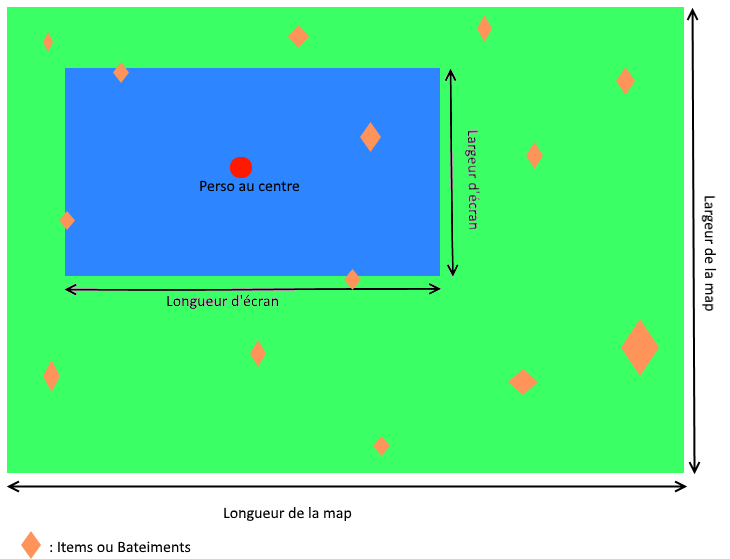 Perso au centre
Largeur d'écran
Longueur d'écran
Largeur de la map
Longueur de la map
: Items ou Bateiments